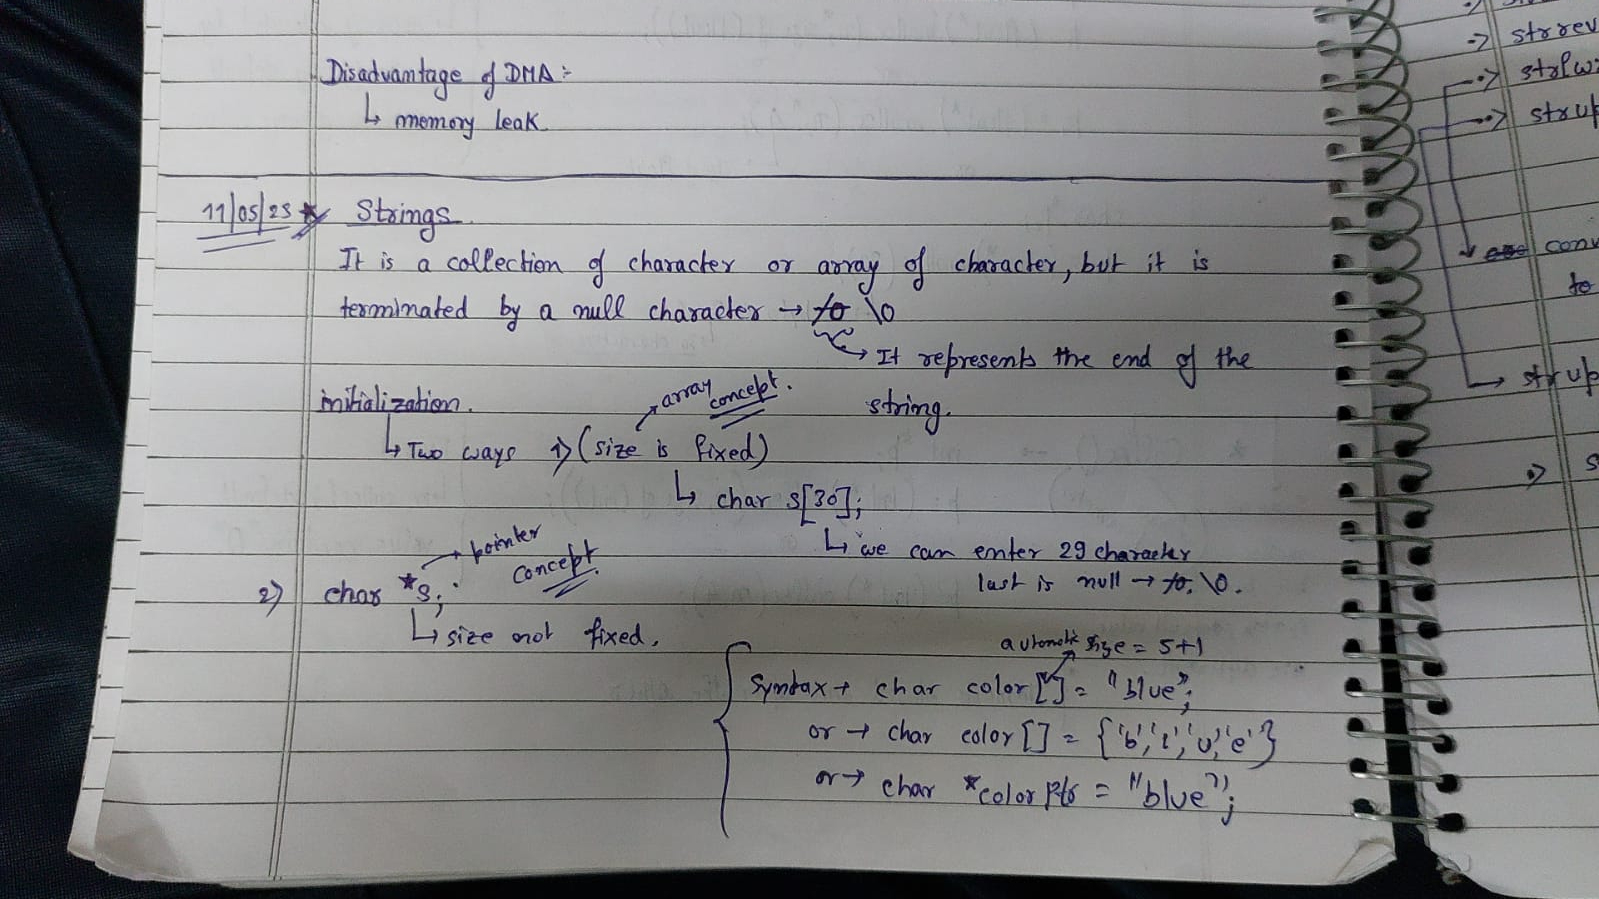 Disadvantage of DMA :-
↳ memory leak
11/05/23 * Strings
It is a collection of character or array of character, but it is
terminated by a null character → \0
↳ It represents the end of the
string.
initialization.
→ array concept.
↳ Two ways 1) (size is fixed)
↳ char s[30];
↳ we can enter 29 character
last is null → \0.
→ pointer concept
2) char *s;
↳ size not fixed.
automatic size = 5+1
Syntax → char color[] = "blue";
or → char color[] = {'b','l','u','e'}
or → char *colorPtr = "blue";
→ strrev
→ strlw
→ strup
conv
to
→ strup
→ s